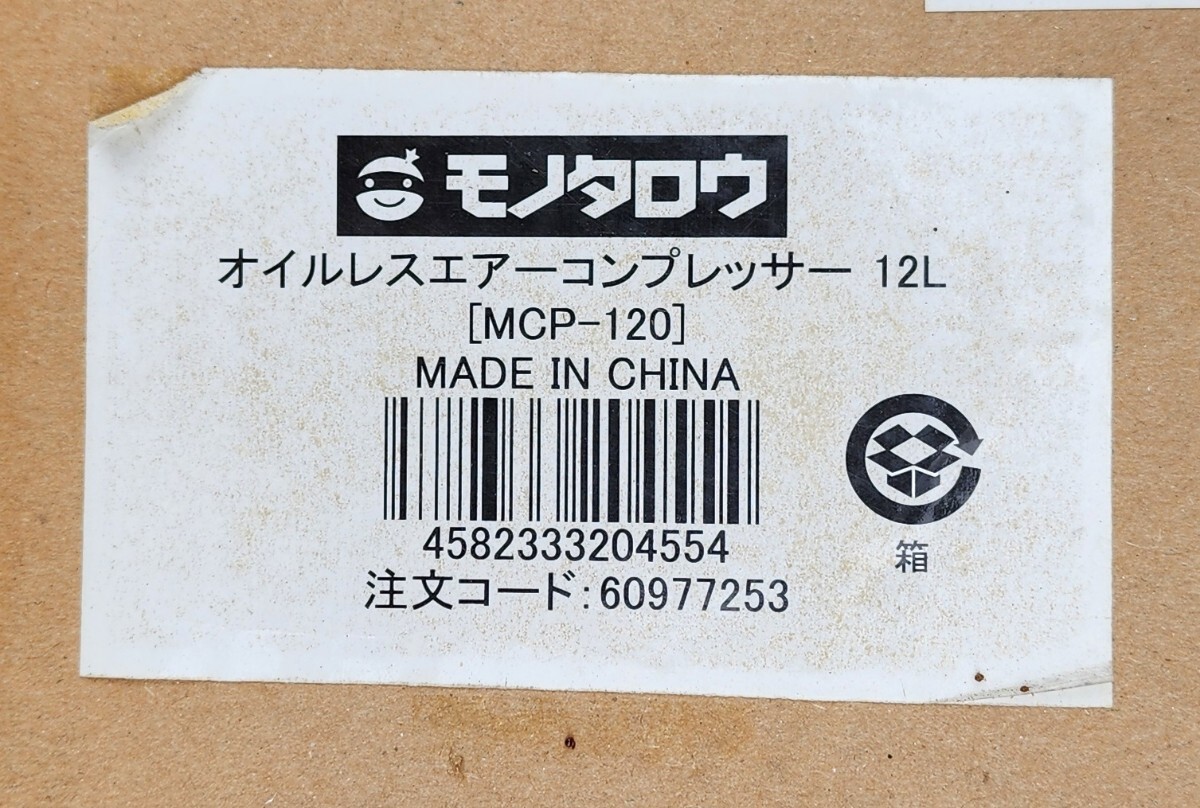 モノタロウ
オイルレスエアーコンプレッサー 12L
[MCP-120]
MADE IN CHINA
4582333204554
注文コード:60977253
箱